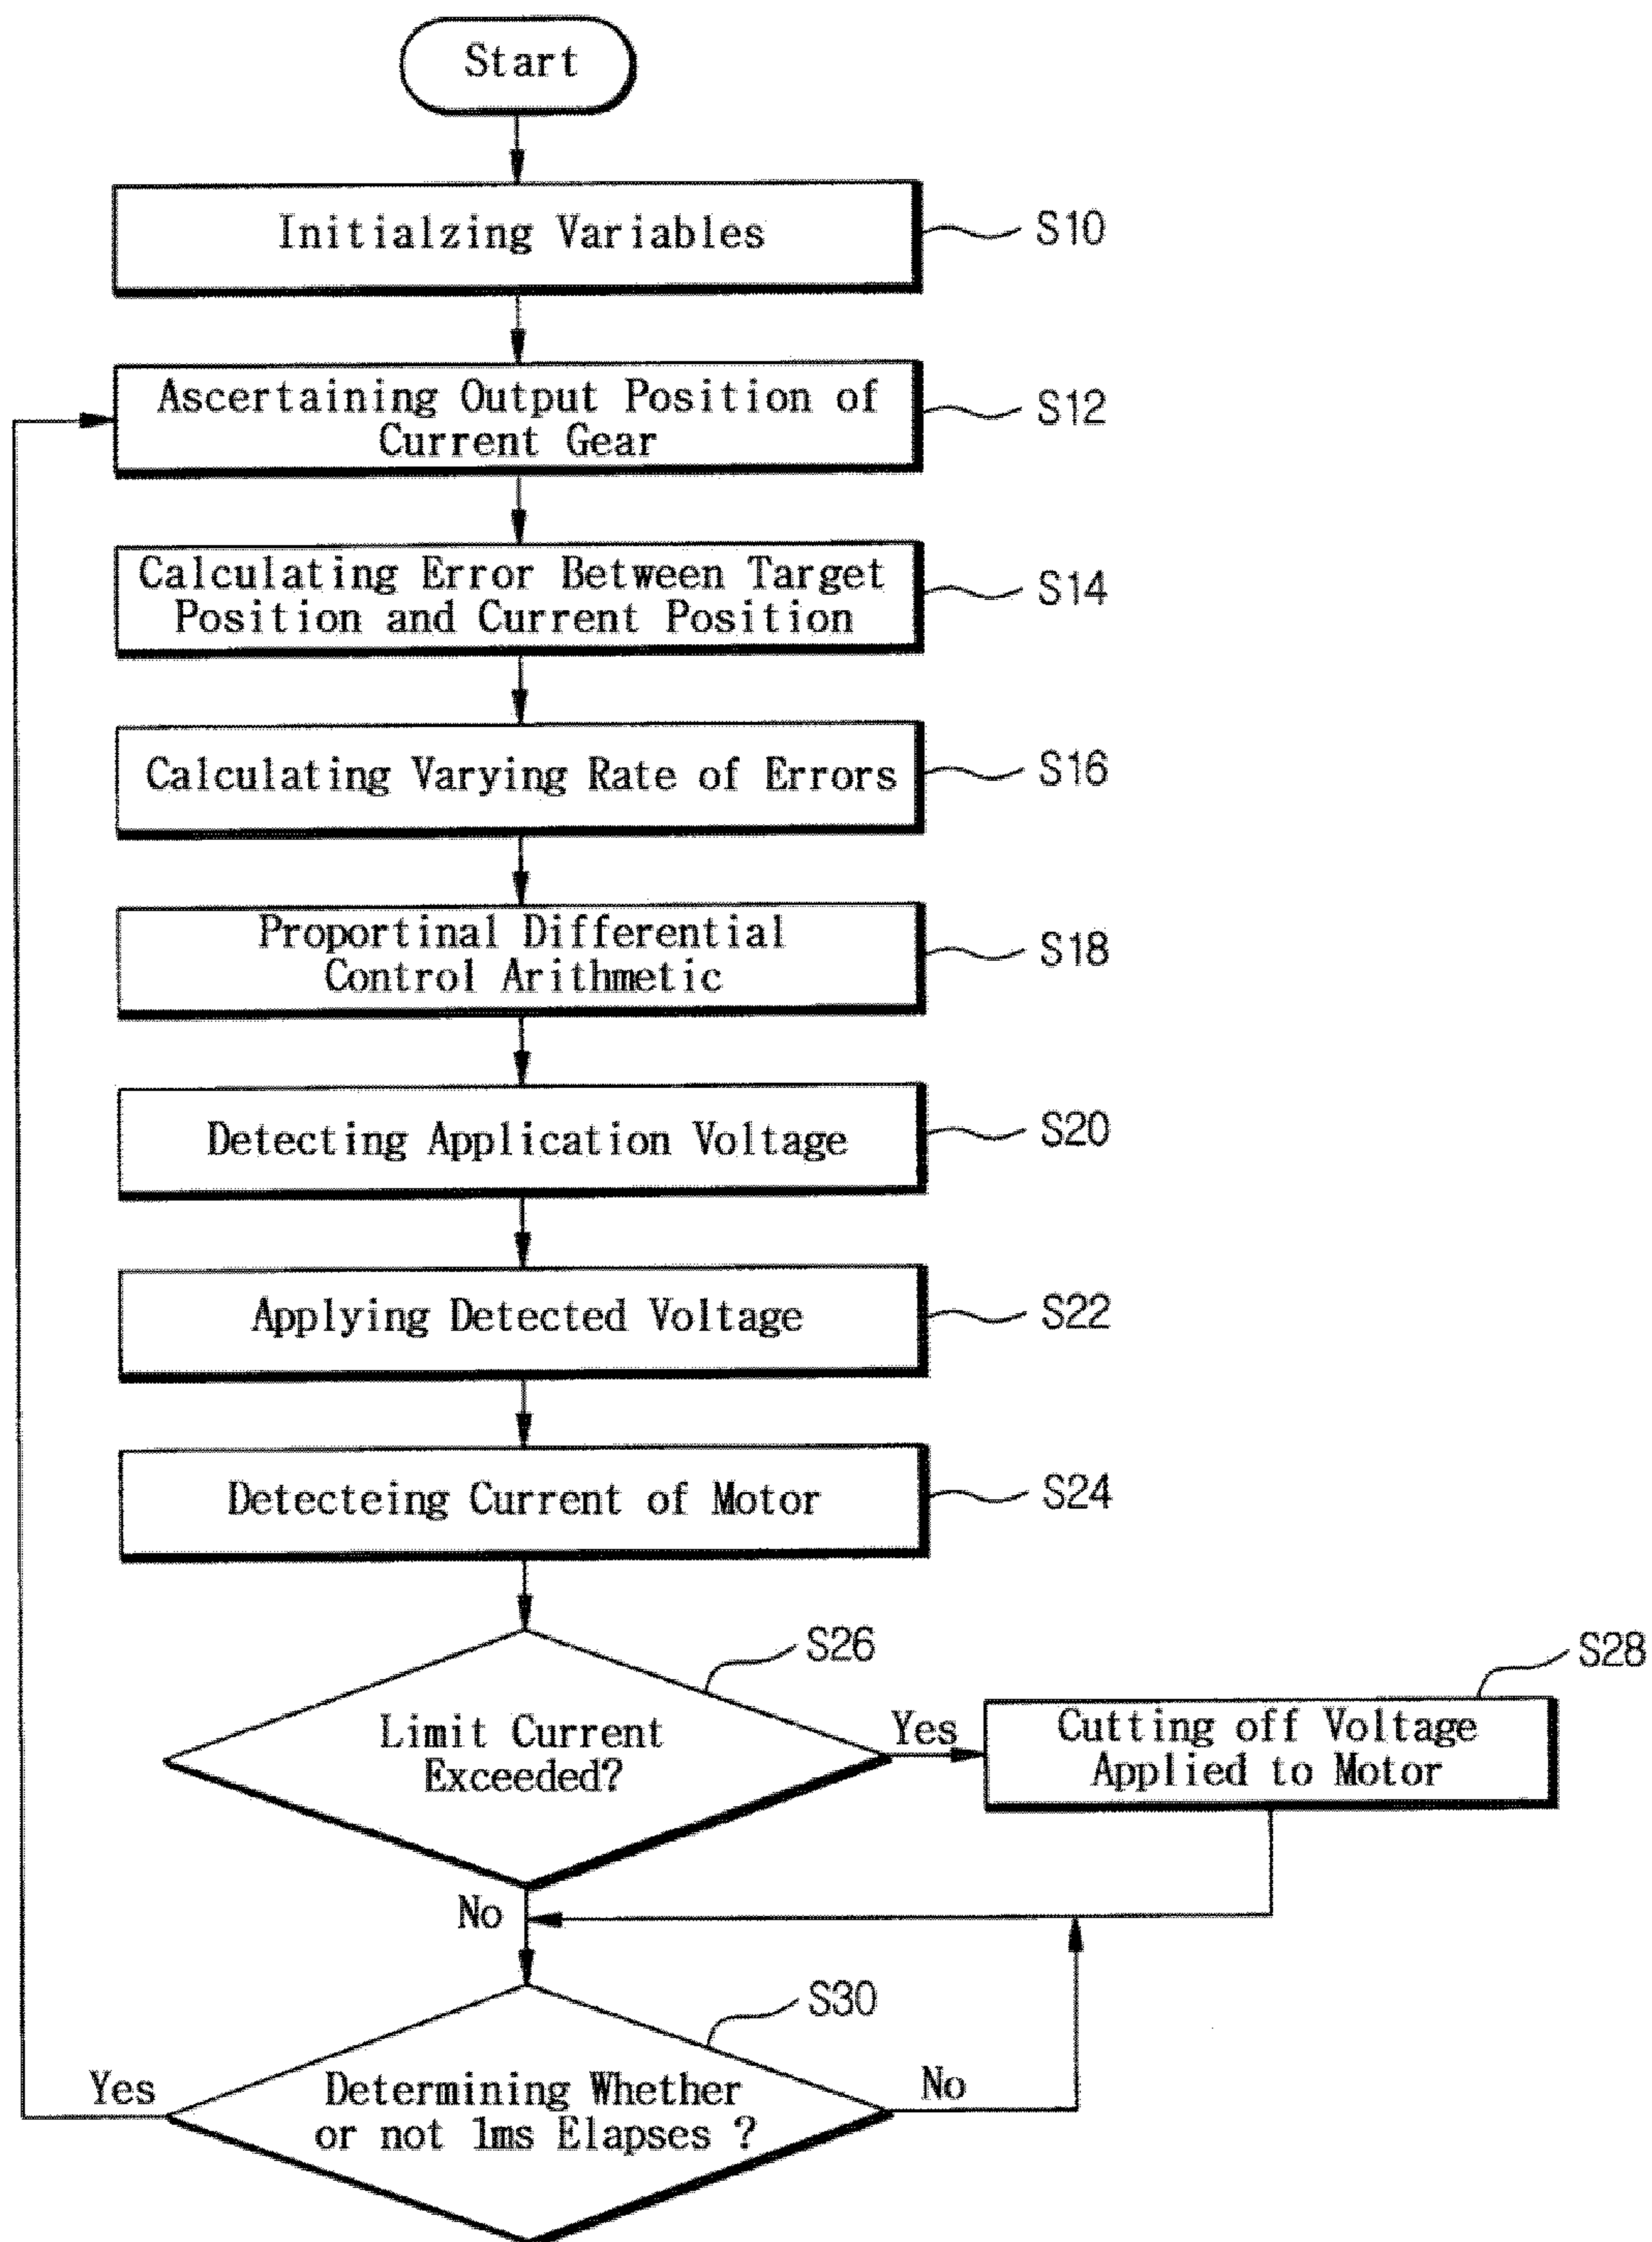 Start
Initialzing Variables
S10
Ascertaining Output Position of
Current Gear
S12
Calculating Error Between Target
Position and Current Position
S14
Calculating Varying Rate of Errors
S16
Proportinal Differential
Control Arithmetic
S18
Detecting Application Voltage
S20
Applying Detected Voltage
S22
Detecteing Current of Motor
S24
S26
Limit Current
Exceeded?
Yes
S28
Cutting off Voltage
Applied to Motor
No
S30
Determining Whether
or not 1ms Elapses ?
Yes
No